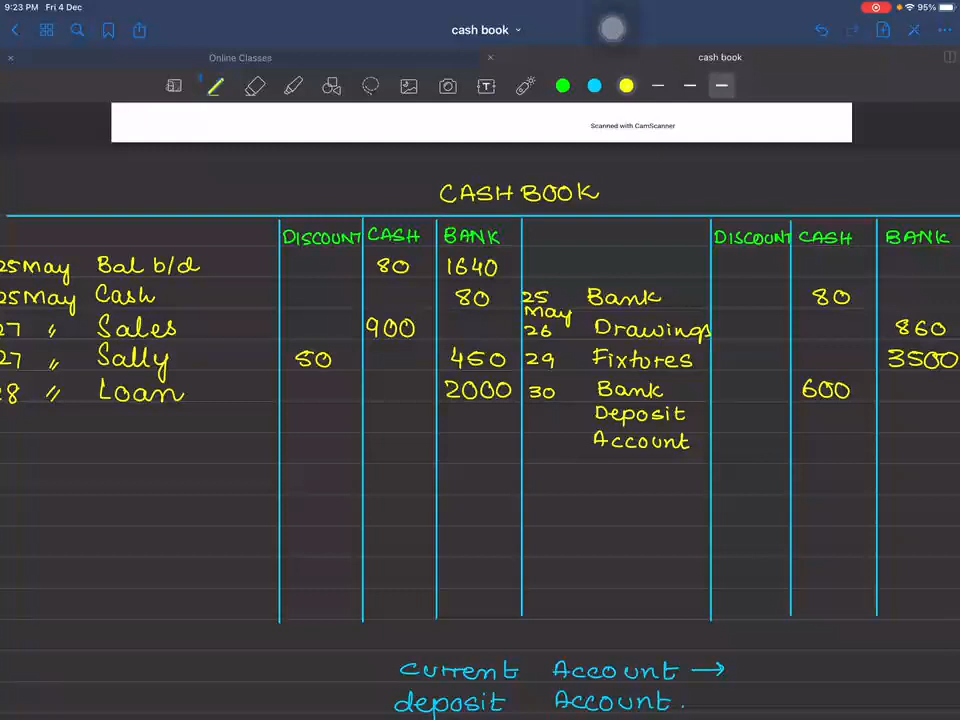 9:23 PM Fri 4 Dec 95%
cash book
Online Classes cash book
Scanned with CamScanner
CASH BOOK
DISCOUNT CASH BANK DISCOUNT CASH BANK
25May Bal b/d 80 1640
25May Cash 80 25 May Bank 80
27 " Sales 900 26 Drawings 860
27 " Sally 50 450 29 Fixtures 3500
28 " Loan 2000 30 Bank 600
Deposit
Account
Current Account →
deposit Account.